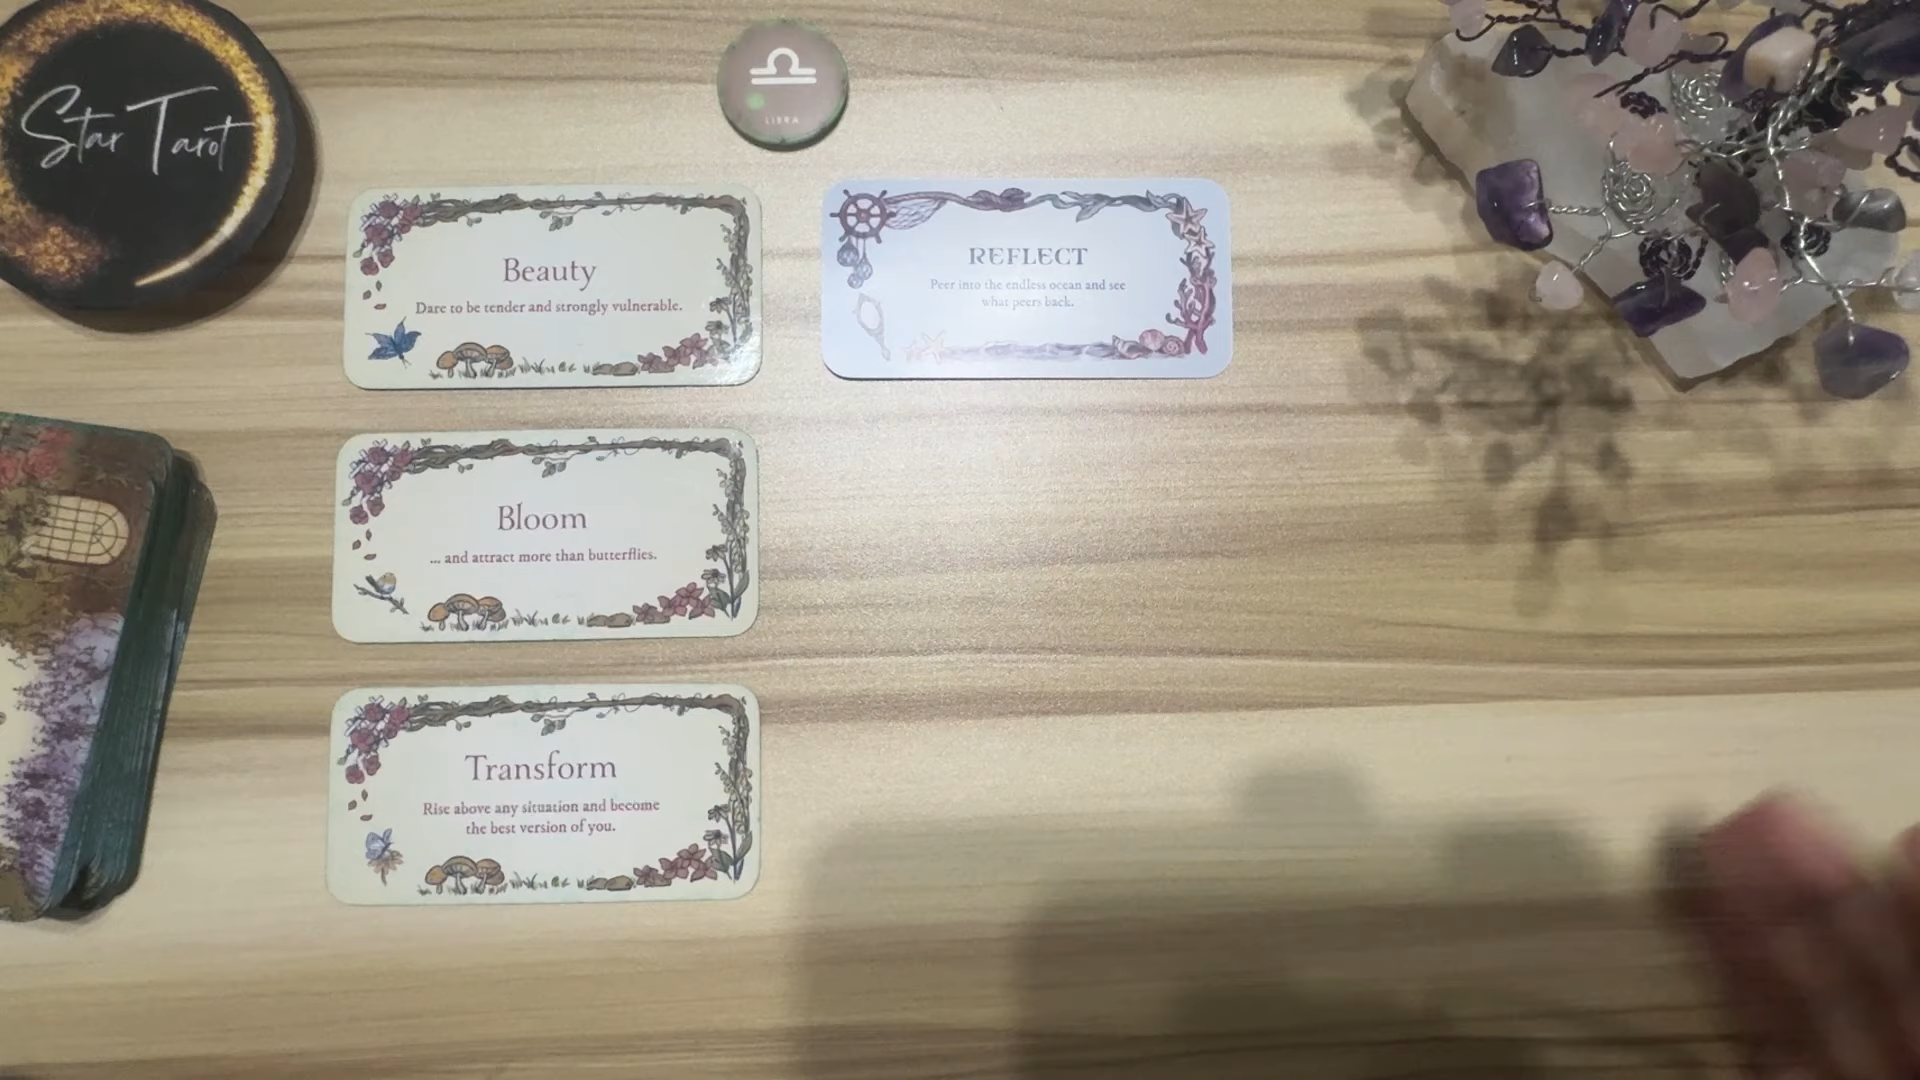 Star Tarot
LIBRA
Beauty
Dare to be tender and strongly vulnerable.
REFLECT
Peer into the endless ocean and see
what peers back.
Bloom
... and attract more than butterflies.
Transform
Rise above any situation and become
the best version of you.